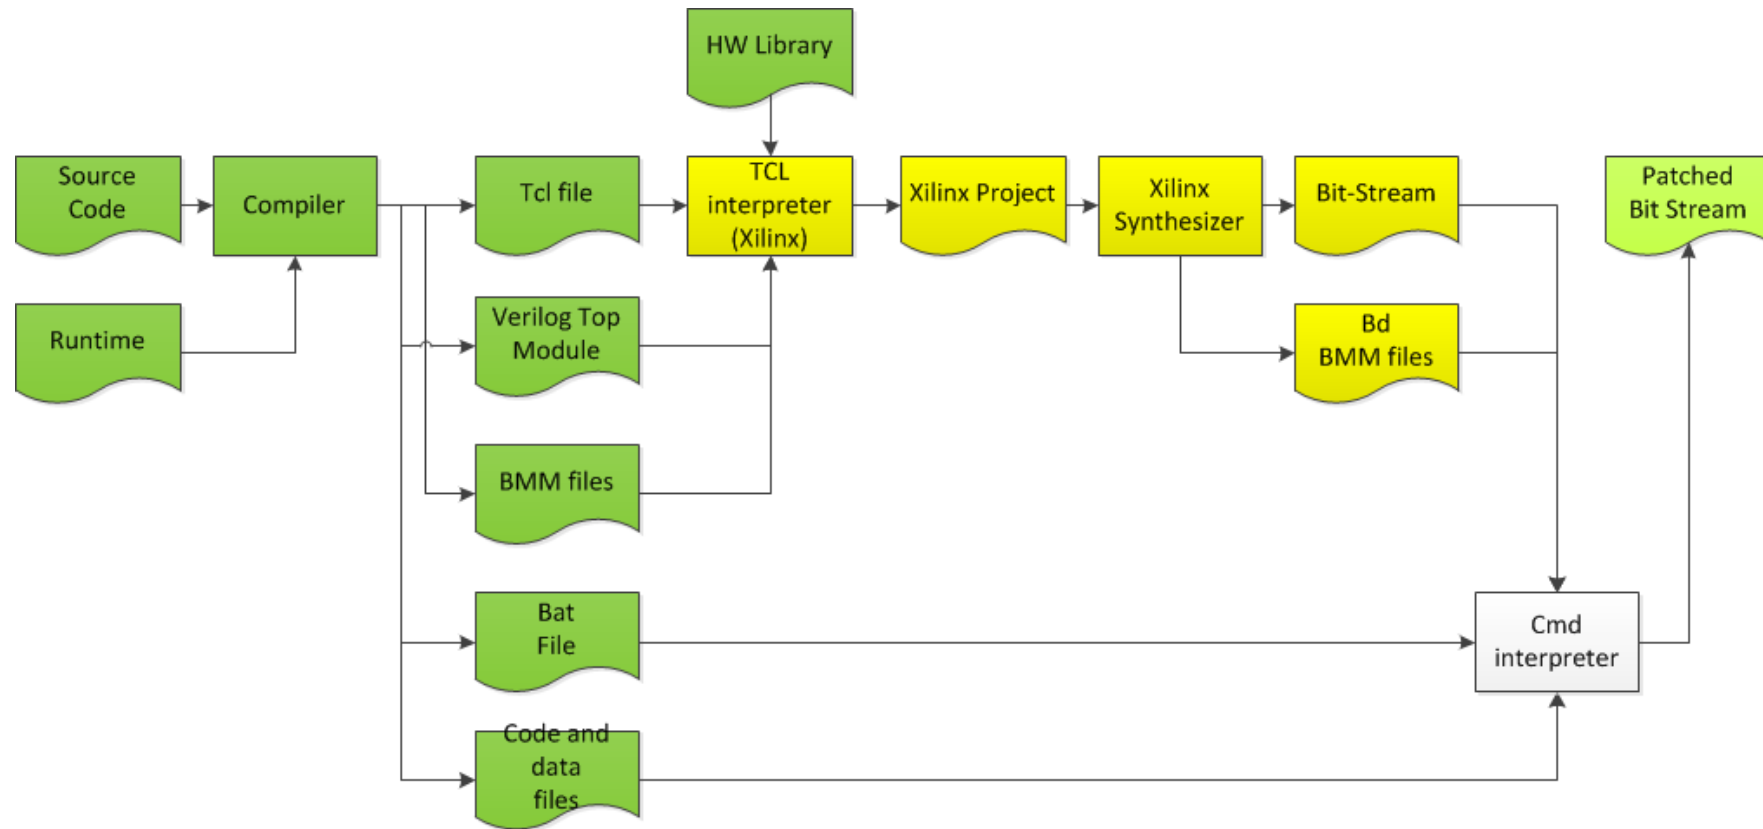 HW Library
Source
Code
Compiler
Tcl file
TCL
interpreter
(Xilinx)
Xilinx Project
Xilinx
Synthesizer
Bit-Stream
Patched
Bit Stream
Runtime
Verilog Top
Module
Bd
BMM files
BMM files
Bat
File
Cmd
interpreter
Code and
data
files